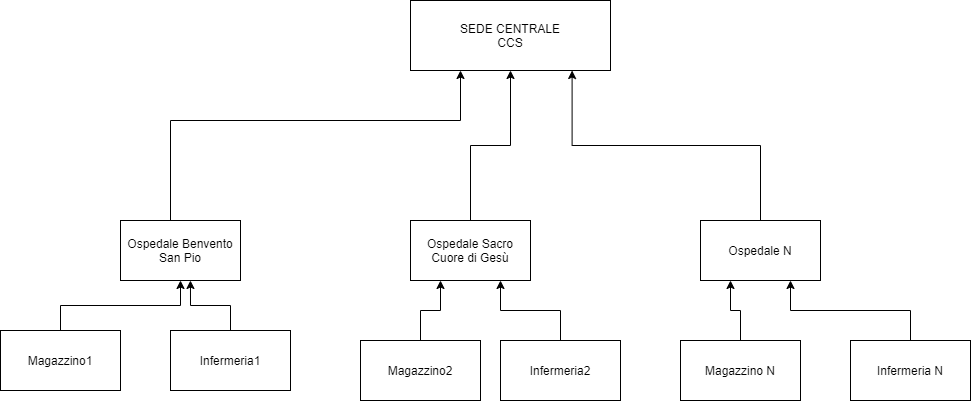 SEDE CENTRALE
CCS
Ospedale Benvento
San Pio
Ospedale Sacro
Cuore di Gesù
Ospedale N
Magazzino1
Infermeria1
Magazzino2
Infermeria2
Magazzino N
Infermeria N